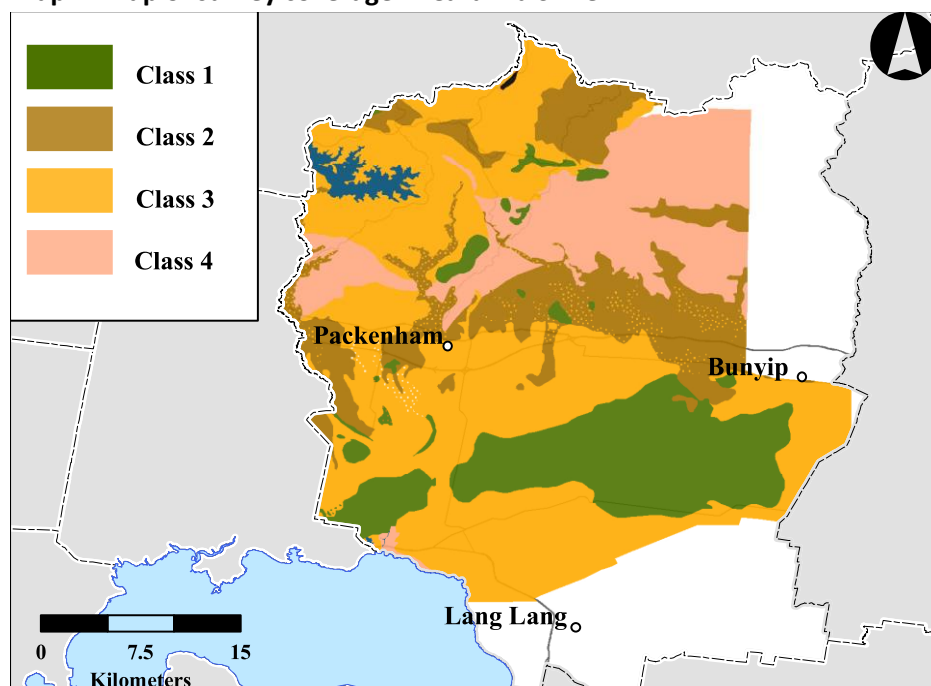 Class 1
Class 2
Class 3
Class 4
Packenham
Bunyip
Lang Lang
0 7.5 15
Kilometers